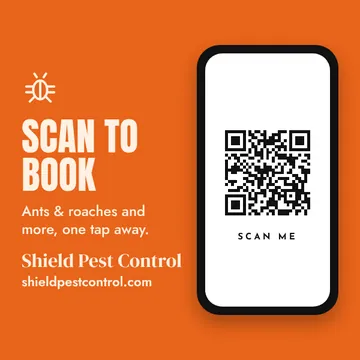 SCAN TO
BOOK
Ants & roaches and
more, one tap away.
Shield Pest Control
shieldpestcontrol.com
SCAN ME